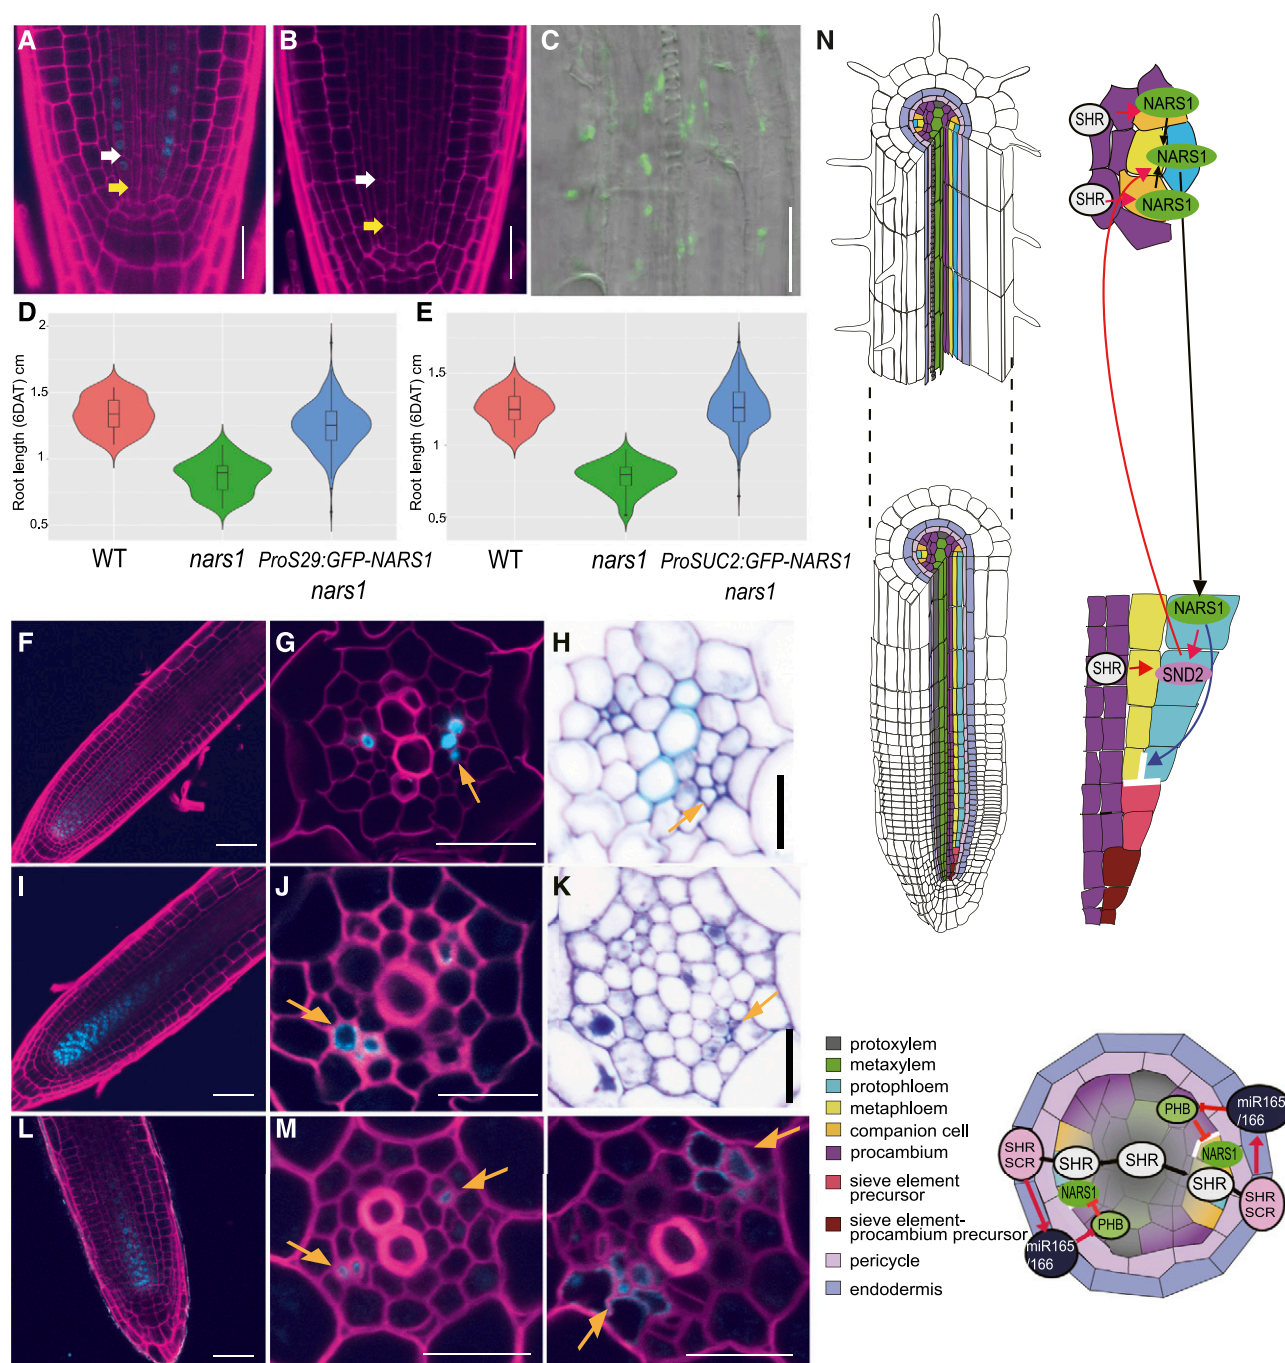 A
B
C
N
SHR
NARS1
NARS1
SHR
NARS1
D
E
Root length (6DAT) cm
2
1.5
1
0.5
Root length (6DAT) cm
1.5
1
0.5
WT
nars1
ProS29:GFP-NARS1
nars1
WT
nars1
ProSUC2:GFP-NARS1
nars1
NARS1
SHR
SND2
F
G
H
I
J
K
L
M
protoxylem
metaxylem
protophloem
metaphloem
companion cell
procambium
sieve element
precursor
sieve element-
procambium precursor
pericycle
endodermis
PHB
miR165
/166
NARS1
SHR
SCR
SHR
SHR
SHR
SHR
SCR
NARS1
PHB
miR165
/166